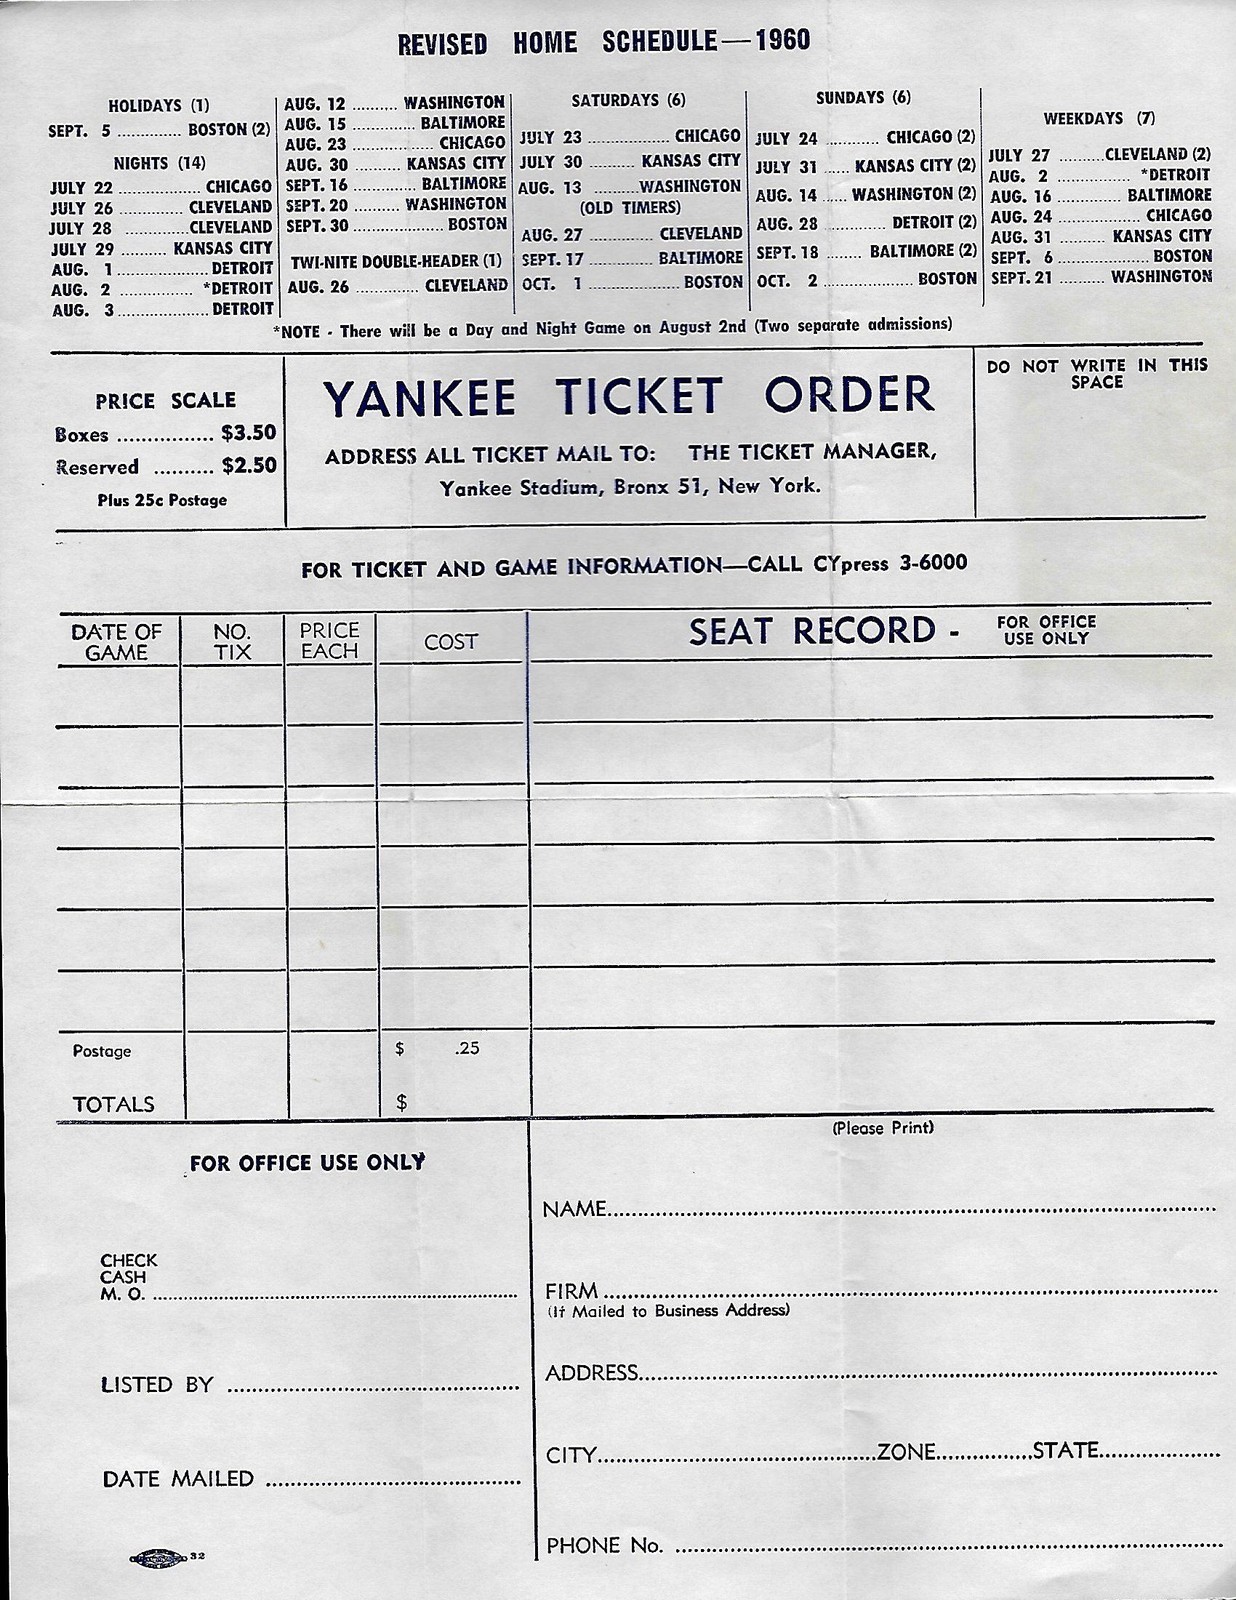 REVISED HOME SCHEDULE—1960
HOLIDAYS (1)
SEPT. 5 ............. BOSTON (2)
NIGHTS (14)
JULY 22 ................ CHICAGO
JULY 26 ........... CLEVELAND
JULY 28 ........... CLEVELAND
JULY 29 ......... KANSAS CITY
AUG. 1 .................. DETROIT
AUG. 2 ................ *DETROIT
AUG. 3 .................. DETROIT
AUG. 12 .......... WASHINGTON
AUG. 15 ............. BALTIMORE
AUG. 23 ................. CHICAGO
AUG. 30 .......... KANSAS CITY
SEPT. 16 ............ BALTIMORE
SEPT. 20 ......... WASHINGTON
SEPT. 30 .................. BOSTON
TWI-NITE DOUBLE-HEADER (1)
AUG. 26 ............. CLEVELAND
SATURDAYS (6)
JULY 23 ..................... CHICAGO
JULY 30 .............. KANSAS CITY
AUG. 13 .......... WASHINGTON
(OLD TIMERS)
AUG. 27 .............. CLEVELAND
SEPT. 17 ............... BALTIMORE
OCT. 1 ....................... BOSTON
SUNDAYS (6)
JULY 24 .............. CHICAGO (2)
JULY 31 ..... KANSAS CITY (2)
AUG. 14 ..... WASHINGTON (2)
AUG. 28 ............. DETROIT (2)
SEPT. 18 ....... BALTIMORE (2)
OCT. 2 ..................... BOSTON
WEEKDAYS (7)
JULY 27 .........CLEVELAND (2)
AUG. 2 .................. *DETROIT
AUG. 16 ............... BALTIMORE
AUG. 24 .................. CHICAGO
AUG. 31 ........... KANSAS CITY
SEPT. 6 .................... BOSTON
SEPT. 21 .......... WASHINGTON
*NOTE - There will be a Day and Night Game on August 2nd (Two separate admissions)
PRICE SCALE
Boxes ................ $3.50
Reserved .......... $2.50
Plus 25c Postage
YANKEE TICKET ORDER
ADDRESS ALL TICKET MAIL TO: THE TICKET MANAGER,
Yankee Stadium, Bronx 51, New York.
DO NOT WRITE IN THIS
SPACE
FOR TICKET AND GAME INFORMATION—CALL CYpress 3-6000
DATE OF
GAME
NO.
TIX
PRICE
EACH
COST
SEAT RECORD -
FOR OFFICE
USE ONLY
Postage $ .25
TOTALS $
(Please Print)
FOR OFFICE USE ONLY
CHECK
CASH
M. O. ..........................................................
LISTED BY ..............................................
DATE MAILED ........................................
NAME...............................................................................
FIRM ...............................................................................
(If Mailed to Business Address)
ADDRESS..........................................................................
CITY.....................................ZONE.............STATE.................
PHONE No. ......................................................................
32